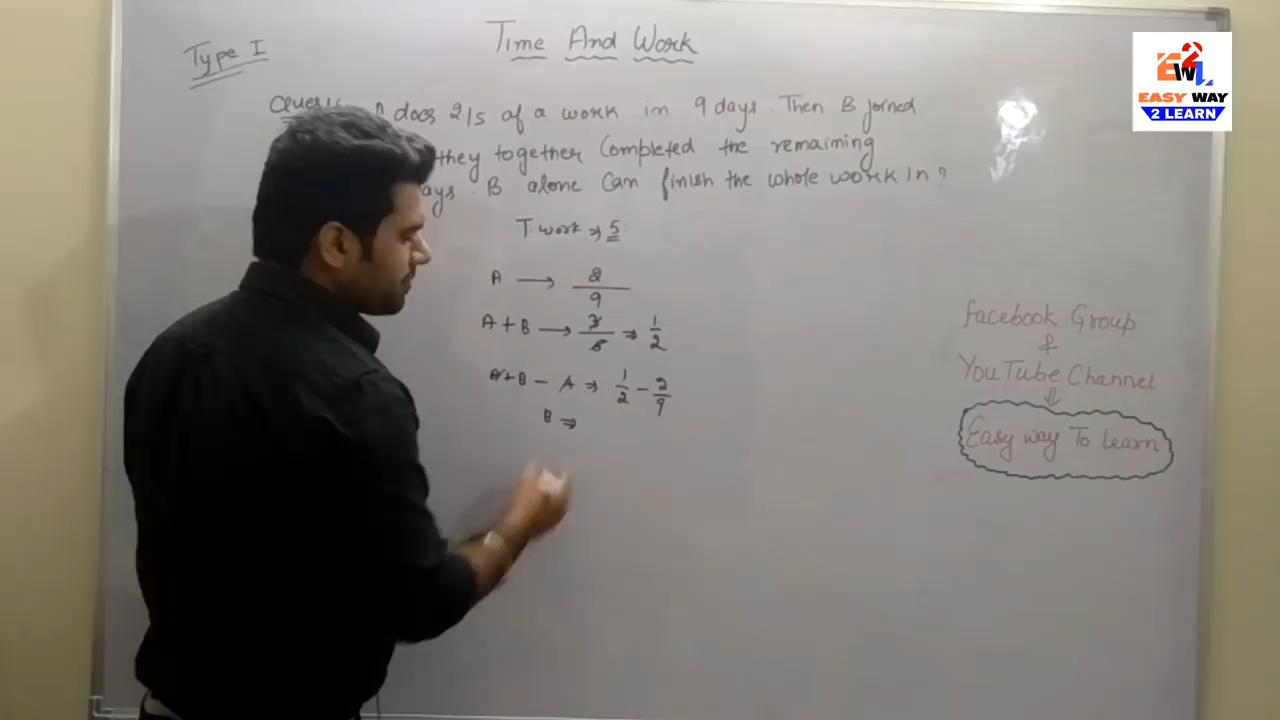 Type I
Time And Work
does 2/5 of a work in 9 days. Then B joined
they together Completed the remaining
ays. B alone Can finish the whole work in ?
T. work ⇒ 5
A → 2/9
A + B → 3/6 ⇒ 1/2
A+B - A ⇒ 1/2 - 2/9
B ⇒
facebook Group
&
YouTube Channel
⇓
Easy way To learn
E2WL
EASY WAY
2 LEARN